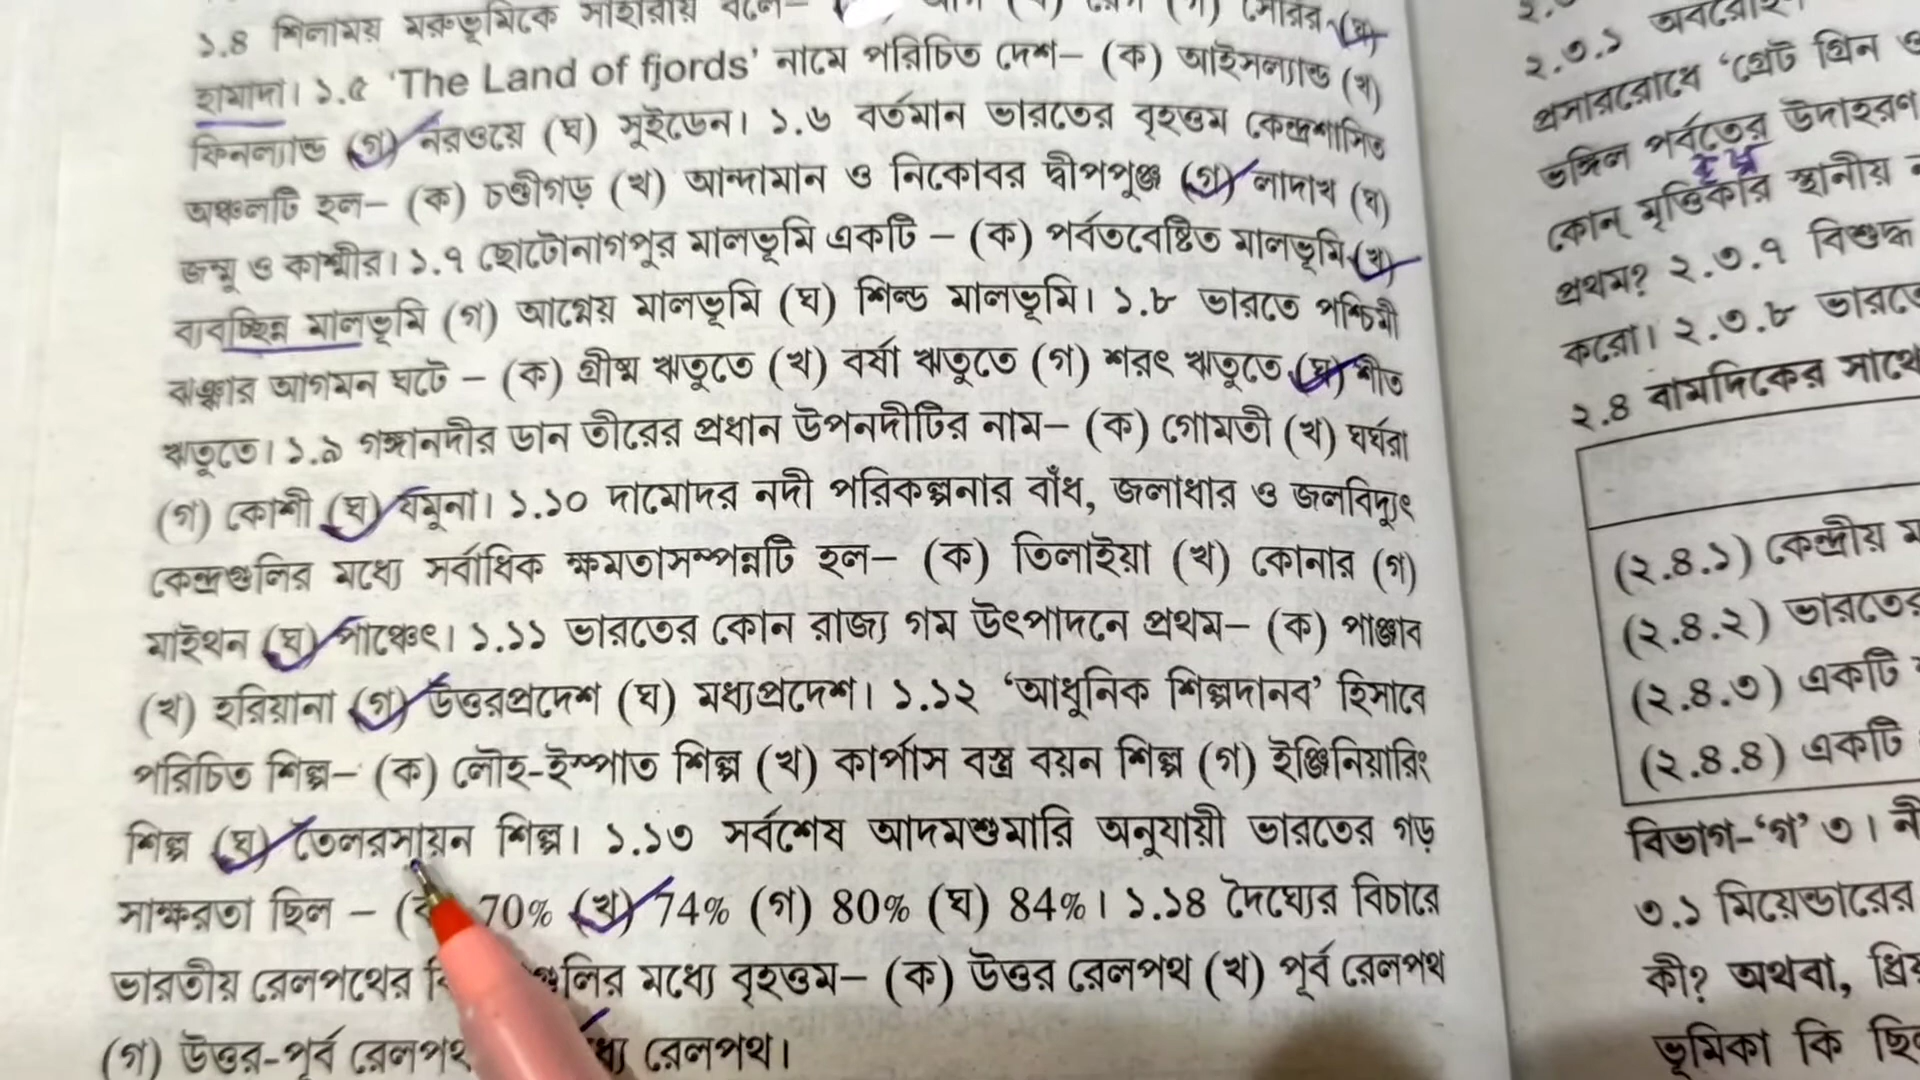 ১.৪ শিলাময় মরুভূমিকে সাহারায় বলে–
হামাদা। ১.৫ 'The Land of fjords' নামে পরিচিত দেশ– (ক) আইসল্যান্ড (খ)
ফিনল্যান্ড (গ) নরওয়ে (ঘ) সুইডেন। ১.৬ বর্তমান ভারতের বৃহত্তম কেন্দ্রশাসিত
অঞ্চলটি হল– (ক) চণ্ডীগড় (খ) আন্দামান ও নিকোবর দ্বীপপুঞ্জ (গ) লাদাখ (ঘ)
জম্মু ও কাশ্মীর। ১.৭ ছোটোনাগপুর মালভূমি একটি – (ক) পর্বতবেষ্টিত মালভূমি (খ)
ব্যবচ্ছিন্ন মালভূমি (গ) আগ্নেয় মালভূমি (ঘ) শিল্ড মালভূমি। ১.৮ ভারতে পশ্চিমী
ঝঞ্ঝার আগমন ঘটে – (ক) গ্রীষ্ম ঋতুতে (খ) বর্ষা ঋতুতে (গ) শরৎ ঋতুতে (ঘ) শীত
ঋতুতে। ১.৯ গঙ্গানদীর ডান তীরের প্রধান উপনদীটির নাম– (ক) গোমতী (খ) ঘর্ঘরা
(গ) কোশী (ঘ) যমুনা। ১.১০ দামোদর নদী পরিকল্পনার বাঁধ, জলাধার ও জলবিদ্যুৎ
কেন্দ্রগুলির মধ্যে সর্বাধিক ক্ষমতাসম্পন্নটি হল– (ক) তিলাইয়া (খ) কোনার (গ)
মাইথন (ঘ) পাঞ্চেৎ। ১.১১ ভারতের কোন রাজ্য গম উৎপাদনে প্রথম– (ক) পাঞ্জাব
(খ) হরিয়ানা (গ) উত্তরপ্রদেশ (ঘ) মধ্যপ্রদেশ। ১.১২ 'আধুনিক শিল্পদানব' হিসাবে
পরিচিত শিল্প– (ক) লৌহ-ইস্পাত শিল্প (খ) কার্পাস বস্ত্র বয়ন শিল্প (গ) ইঞ্জিনিয়ারিং
শিল্প (ঘ) তৈলরসায়ন শিল্প। ১.১৩ সর্বশেষ আদমশুমারি অনুযায়ী ভারতের গড়
সাক্ষরতা ছিল – 70% (খ) 74% (গ) 80% (ঘ) 84%। ১.১৪ দৈর্ঘ্যের বিচারে
ভারতীয় রেলপথের মধ্যে বৃহত্তম– (ক) উত্তর রেলপথ (খ) পূর্ব রেলপথ
(গ) উত্তর-পূর্ব রেলপথ রেলপথ।
২.৩.১
প্রসাররোধে 'গ্রেট গ্রিন
ভঙ্গিল পর্বতের উদাহরণ
কোন্ মৃত্তিকার স্থানীয়
প্রথম? ২.৩.৭ বিশুদ্ধ
করো। ২.৩.৮ ভারতে
২.৪ বামদিকের সাথে
(২.৪.১) কেন্দ্রীয়
(২.৪.২) ভারতের
(২.৪.৩) একটি
(২.৪.৪) একটি
বিভাগ-'গ' ৩।
৩.১ মিয়েন্ডারের
কী? অথবা,
ভূমিকা কি